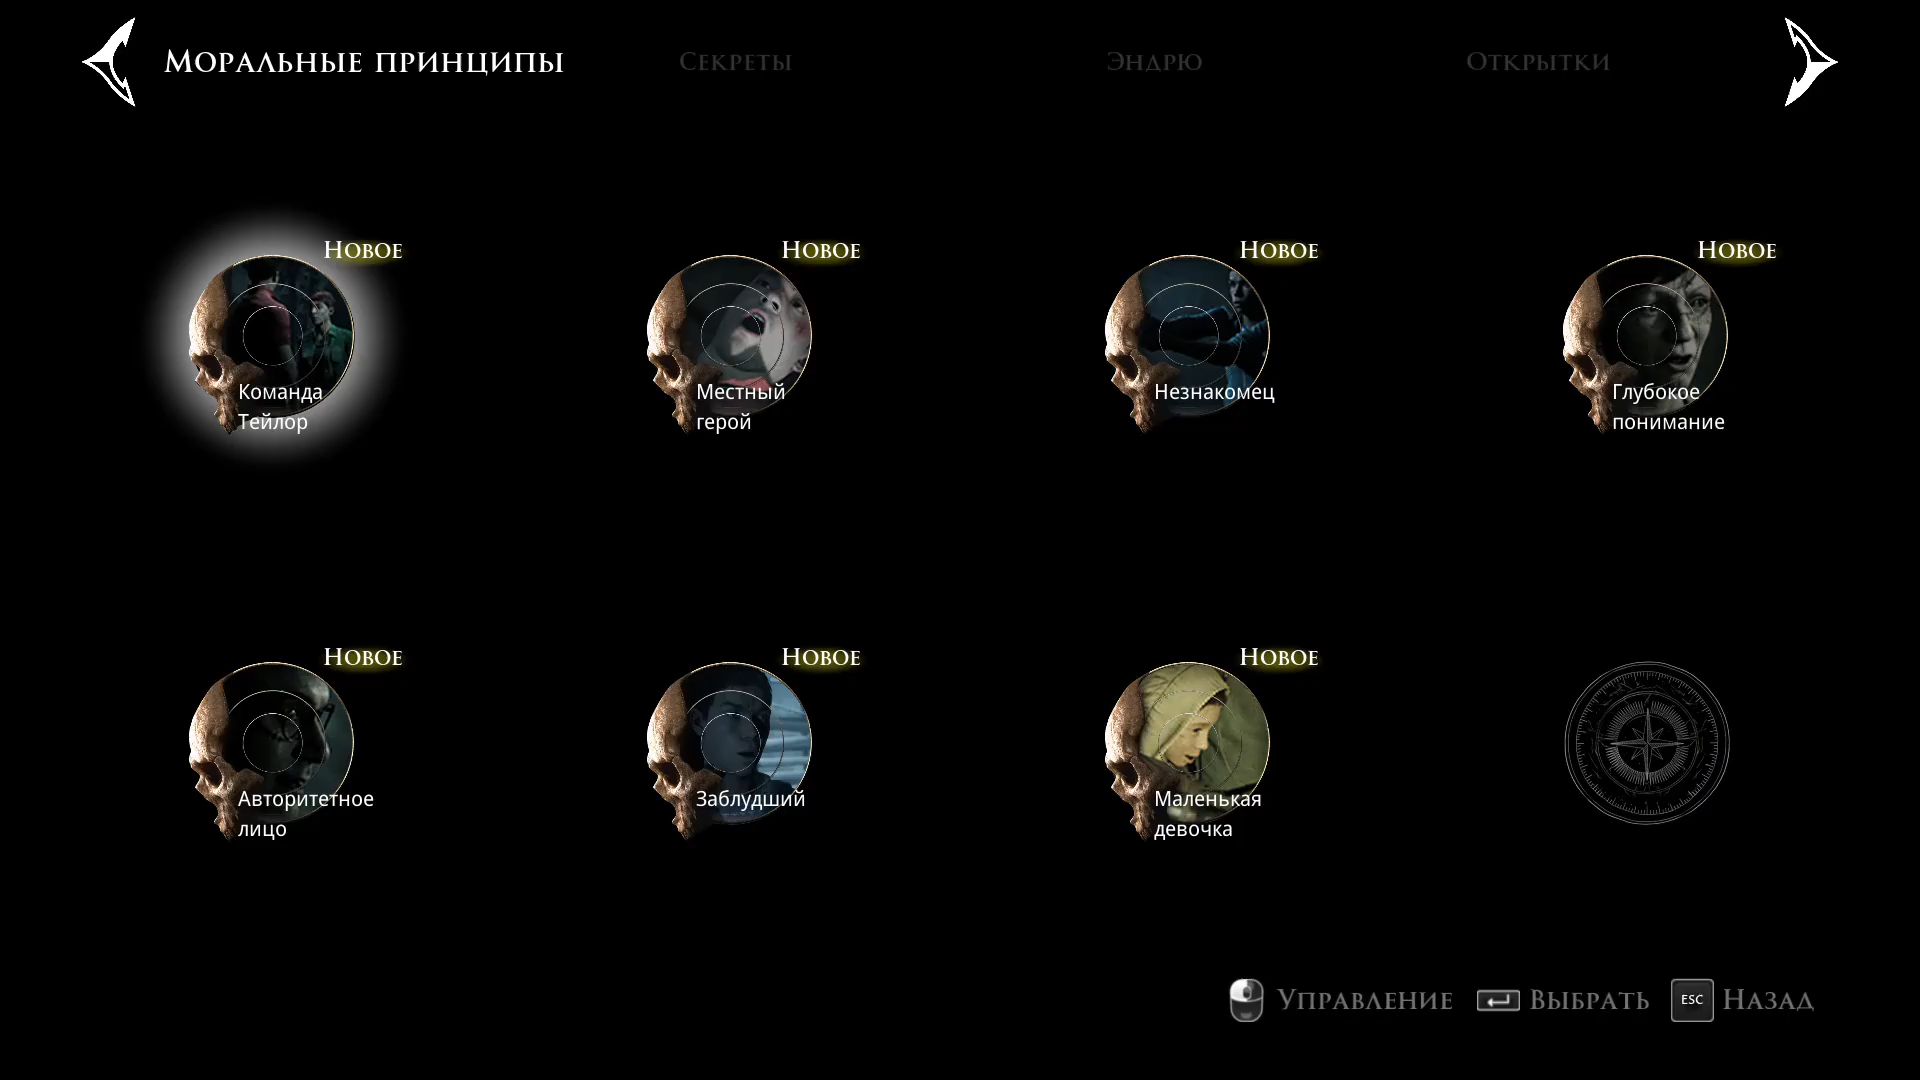 Моральные принципы
Секреты
Эндрю
Открытки
Новое
Новое
Новое
Новое
Команда
Тейлор
Местный
герой
Незнакомец
Глубокое
понимание
Новое
Новое
Новое
Авторитетное
лицо
Заблудший
Маленькая
девочка
Управление
Выбрать
ESC
Назад